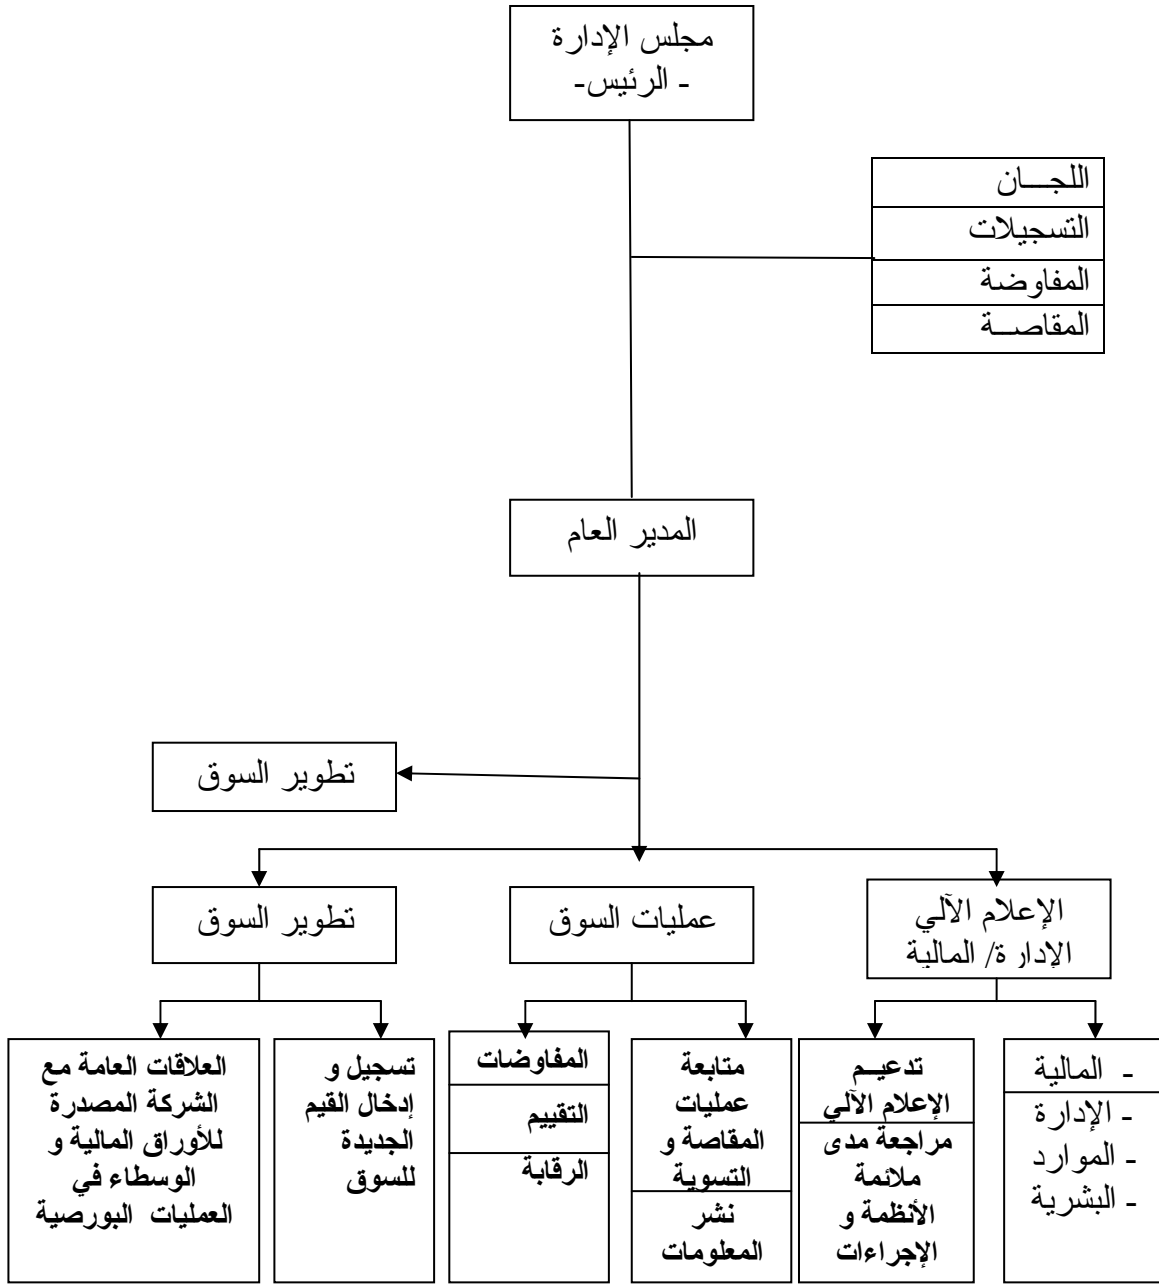 مجلس الإدارة
- الرئيس-
اللجـــان
التسجيلات
المفاوضة
المقاصــة
المدير العام
تطوير السوق
الإعلام الآلي
الإدارة/ المالية
عمليات السوق
تطوير السوق
- المالية
- الإدارة
- الموارد
- البشرية
تدعيــم
الإعلام الآلي
مراجعة مدى
ملائمة
الأنظمة و
الإجراءات
متابعة
عمليات
المقاصة و
التسوية
نشر
المعلومات
المفاوضات
التقييم
الرقابة
تسجيل و
إدخال القيم
الجديدة
للسوق
العلاقات العامة مع
الشركة المصدرة
للأوراق المالية و
الوسطاء في
العمليات البورصية